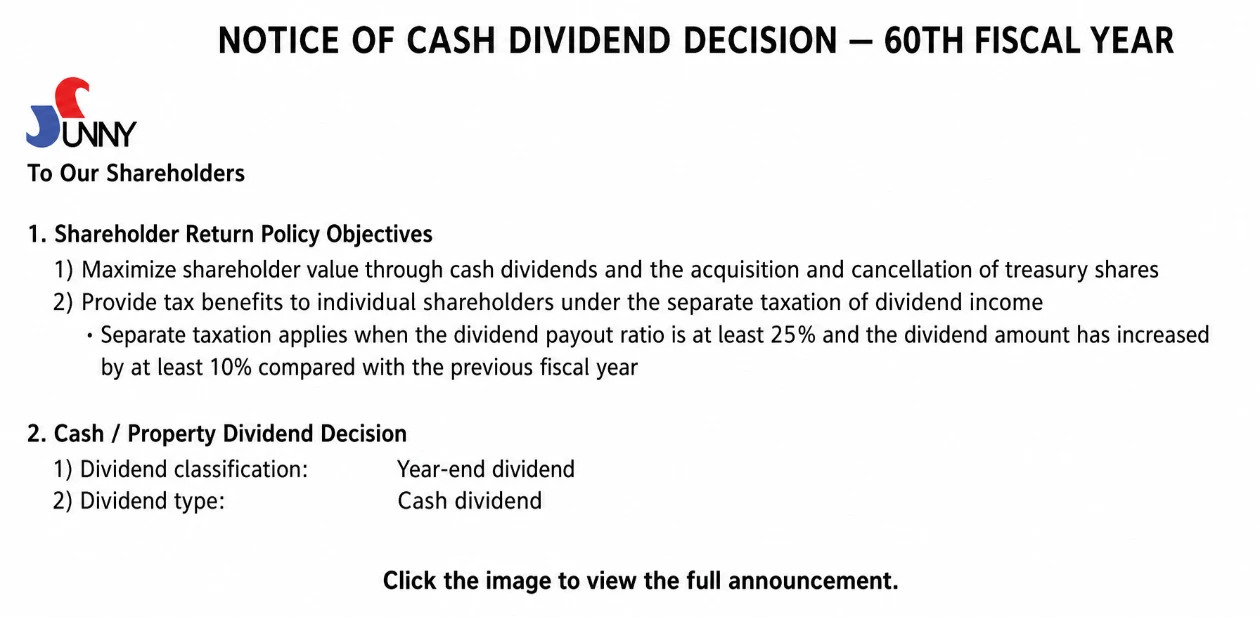 NOTICE OF CASH DIVIDEND DECISION — 60TH FISCAL YEAR
SUNNY
To Our Shareholders
1. Shareholder Return Policy Objectives
1) Maximize shareholder value through cash dividends and the acquisition and cancellation of treasury shares
2) Provide tax benefits to individual shareholders under the separate taxation of dividend income
· Separate taxation applies when the dividend payout ratio is at least 25% and the dividend amount has increased
by at least 10% compared with the previous fiscal year
2. Cash / Property Dividend Decision
1) Dividend classification: Year-end dividend
2) Dividend type: Cash dividend
Click the image to view the full announcement.